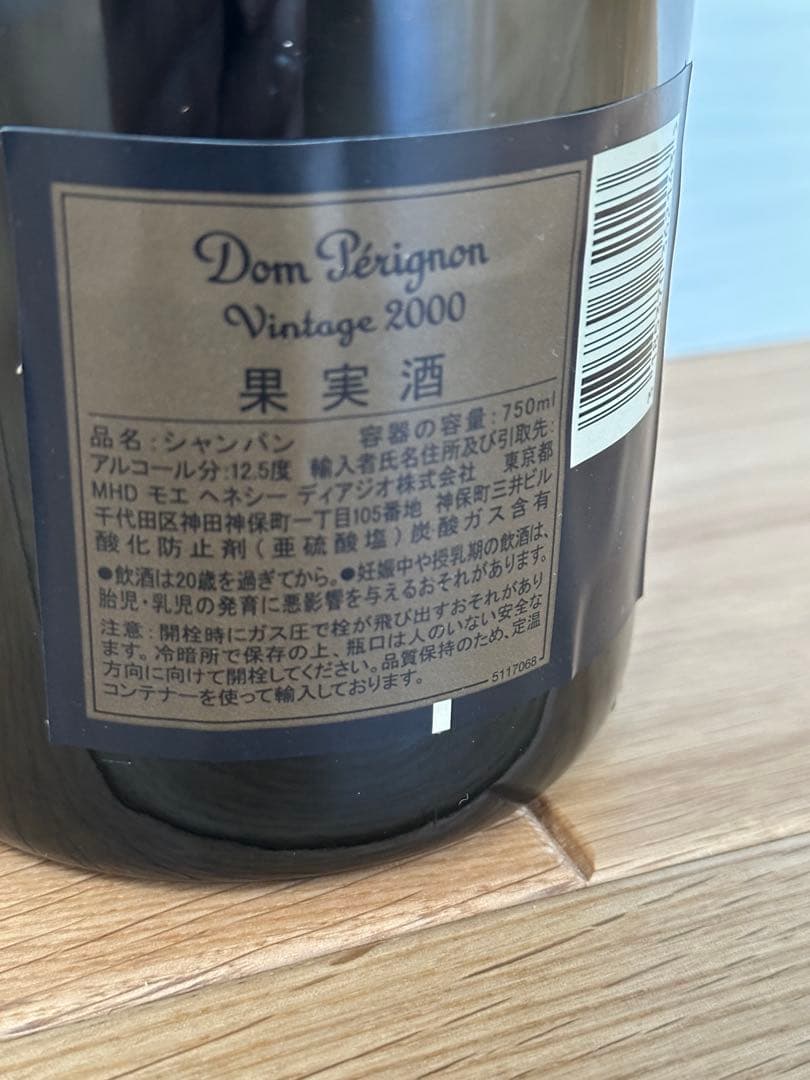 Dom Pérignon
Vintage 2000
果実酒
品名:シャンパン 容器の容量:750ml
アルコール分:12.5度 輸入者氏名住所及び引取先:
MHD モエ ヘネシー ディアジオ株式会社 東京都
千代田区神田神保町一丁目105番地 神保町三井ビル
酸化防止剤(亜硫酸塩)炭酸ガス含有
●飲酒は20歳を過ぎてから。●妊娠中や授乳期の飲酒は、
胎児・乳児の発育に悪影響を与えるおそれがあります。
注意:開栓時にガス圧で栓が飛び出すおそれがあり
ます。冷暗所で保存の上、瓶口は人のいない安全な
方向に向けて開栓してください。品質保持のため、定温
コンテナーを使って輸入しております。
5117068